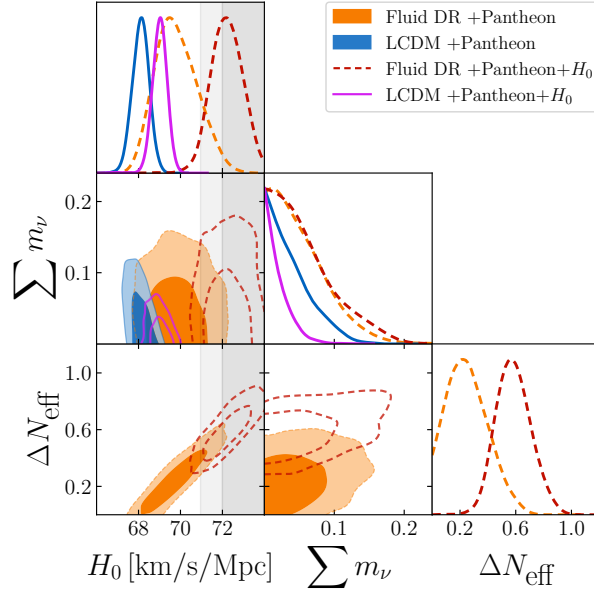 Fluid DR +Pantheon
LCDM +Pantheon
Fluid DR +Pantheon+H₀
LCDM +Pantheon+H₀
∑ mν
0.2
0.1
ΔN_eff
1.0
0.6
0.2
68 70 72
0.1 0.2
0.2 0.6 1.0
H₀ [km/s/Mpc]
∑ mν
ΔN_eff